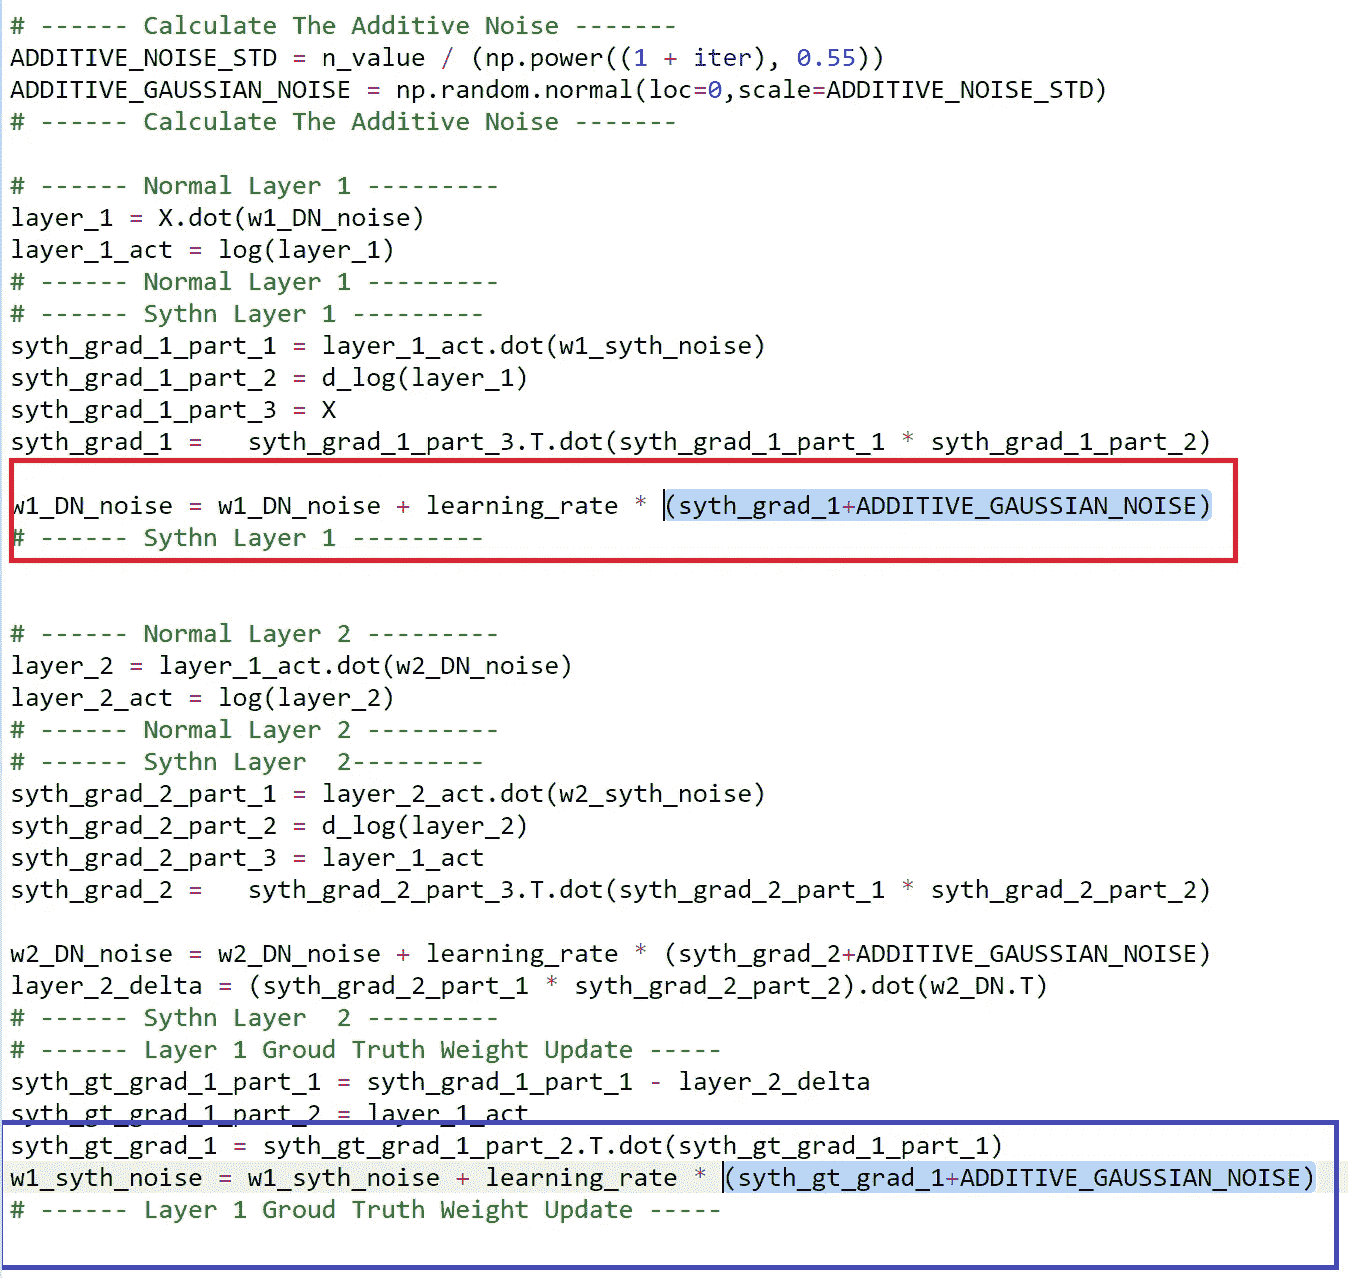 # ------ Calculate The Additive Noise -------
ADDITIVE_NOISE_STD = n_value / (np.power((1 + iter), 0.55))
ADDITIVE_GAUSSIAN_NOISE = np.random.normal(loc=0,scale=ADDITIVE_NOISE_STD)
# ------ Calculate The Additive Noise -------
# ------ Normal Layer 1 ---------
layer_1 = X.dot(w1_DN_noise)
layer_1_act = log(layer_1)
# ------ Normal Layer 1 ---------
# ------ Sythn Layer 1 ---------
syth_grad_1_part_1 = layer_1_act.dot(w1_syth_noise)
syth_grad_1_part_2 = d_log(layer_1)
syth_grad_1_part_3 = X
syth_grad_1 =   syth_grad_1_part_3.T.dot(syth_grad_1_part_1 * syth_grad_1_part_2)
w1_DN_noise = w1_DN_noise + learning_rate * (syth_grad_1+ADDITIVE_GAUSSIAN_NOISE)
# ------ Sythn Layer 1 ---------
# ------ Normal Layer 2 ---------
layer_2 = layer_1_act.dot(w2_DN_noise)
layer_2_act = log(layer_2)
# ------ Normal Layer 2 ---------
# ------ Sythn Layer  2---------
syth_grad_2_part_1 = layer_2_act.dot(w2_syth_noise)
syth_grad_2_part_2 = d_log(layer_2)
syth_grad_2_part_3 = layer_1_act
syth_grad_2 =   syth_grad_2_part_3.T.dot(syth_grad_2_part_1 * syth_grad_2_part_2)
w2_DN_noise = w2_DN_noise + learning_rate * (syth_grad_2+ADDITIVE_GAUSSIAN_NOISE)
layer_2_delta = (syth_grad_2_part_1 * syth_grad_2_part_2).dot(w2_DN.T)
# ------ Sythn Layer  2 ---------
# ------ Layer 1 Groud Truth Weight Update -----
syth_gt_grad_1_part_1 = syth_grad_1_part_1 - layer_2_delta
syth_gt_grad_1_part_2 = layer_1_act
syth_gt_grad_1 = syth_gt_grad_1_part_2.T.dot(syth_gt_grad_1_part_1)
w1_syth_noise = w1_syth_noise + learning_rate * (syth_gt_grad_1+ADDITIVE_GAUSSIAN_NOISE)
# ------ Layer 1 Groud Truth Weight Update -----